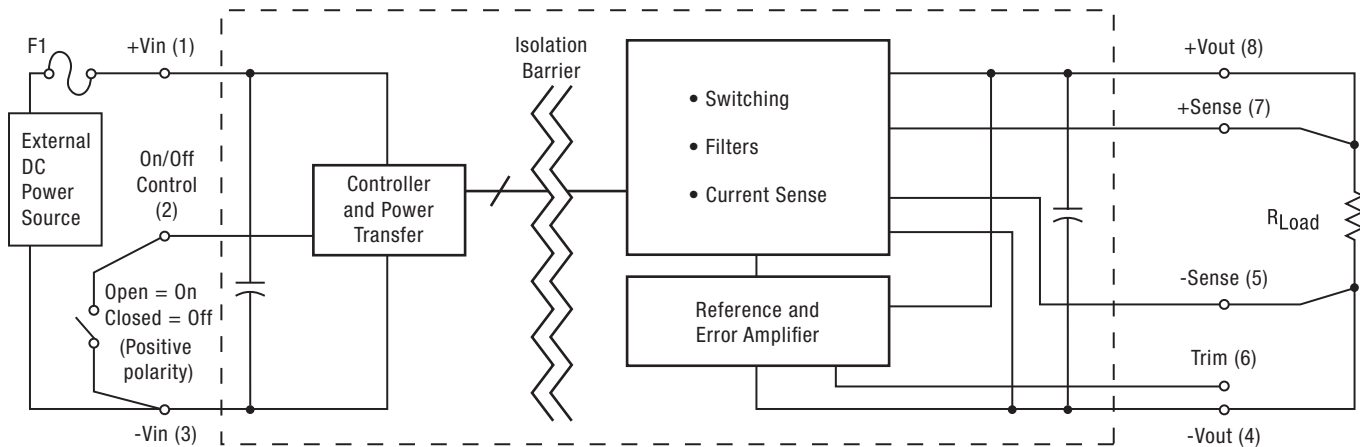 F1
+Vin (1)
External
DC
Power
Source
On/Off
Control
(2)
Open = On
Closed = Off
(Positive
polarity)
-Vin (3)
Controller
and Power
Transfer
Isolation
Barrier
• Switching
• Filters
• Current Sense
Reference and
Error Amplifier
+Vout (8)
+Sense (7)
RLoad
-Sense (5)
Trim (6)
-Vout (4)